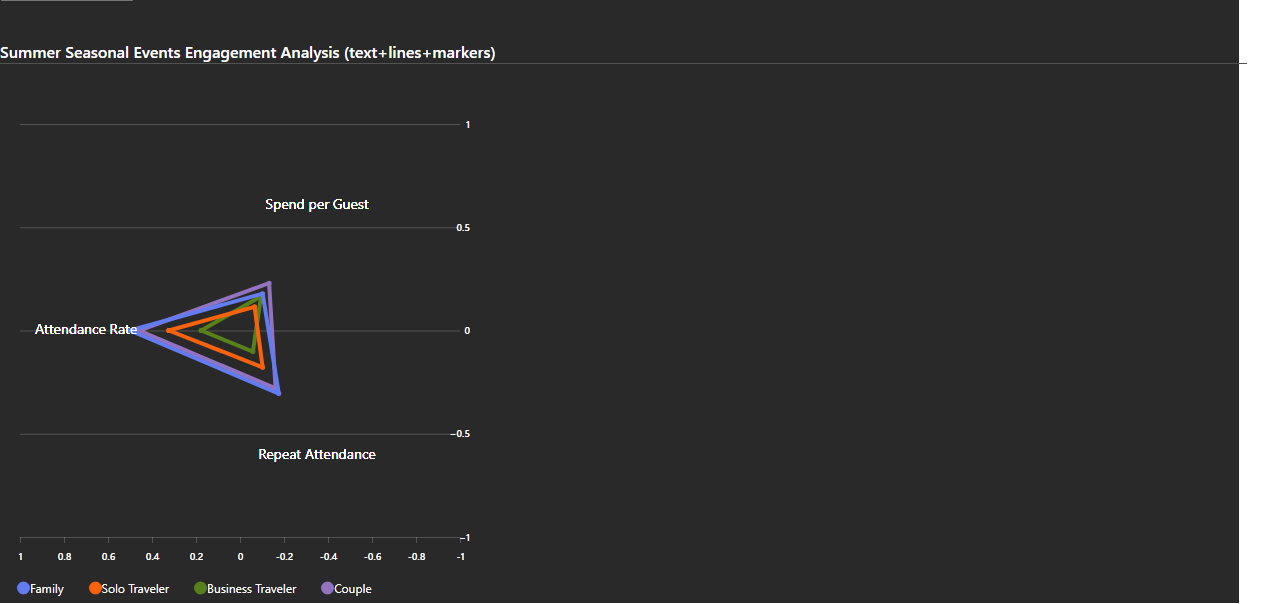 Summer Seasonal Events Engagement Analysis (text+lines+markers)
1
Spend per Guest
0.5
Attendance Rate
0
−0.5
Repeat Attendance
−1
1 0.8 0.6 0.4 0.2 0 -0.2 -0.4 -0.6 -0.8 -1
Family Solo Traveler Business Traveler Couple